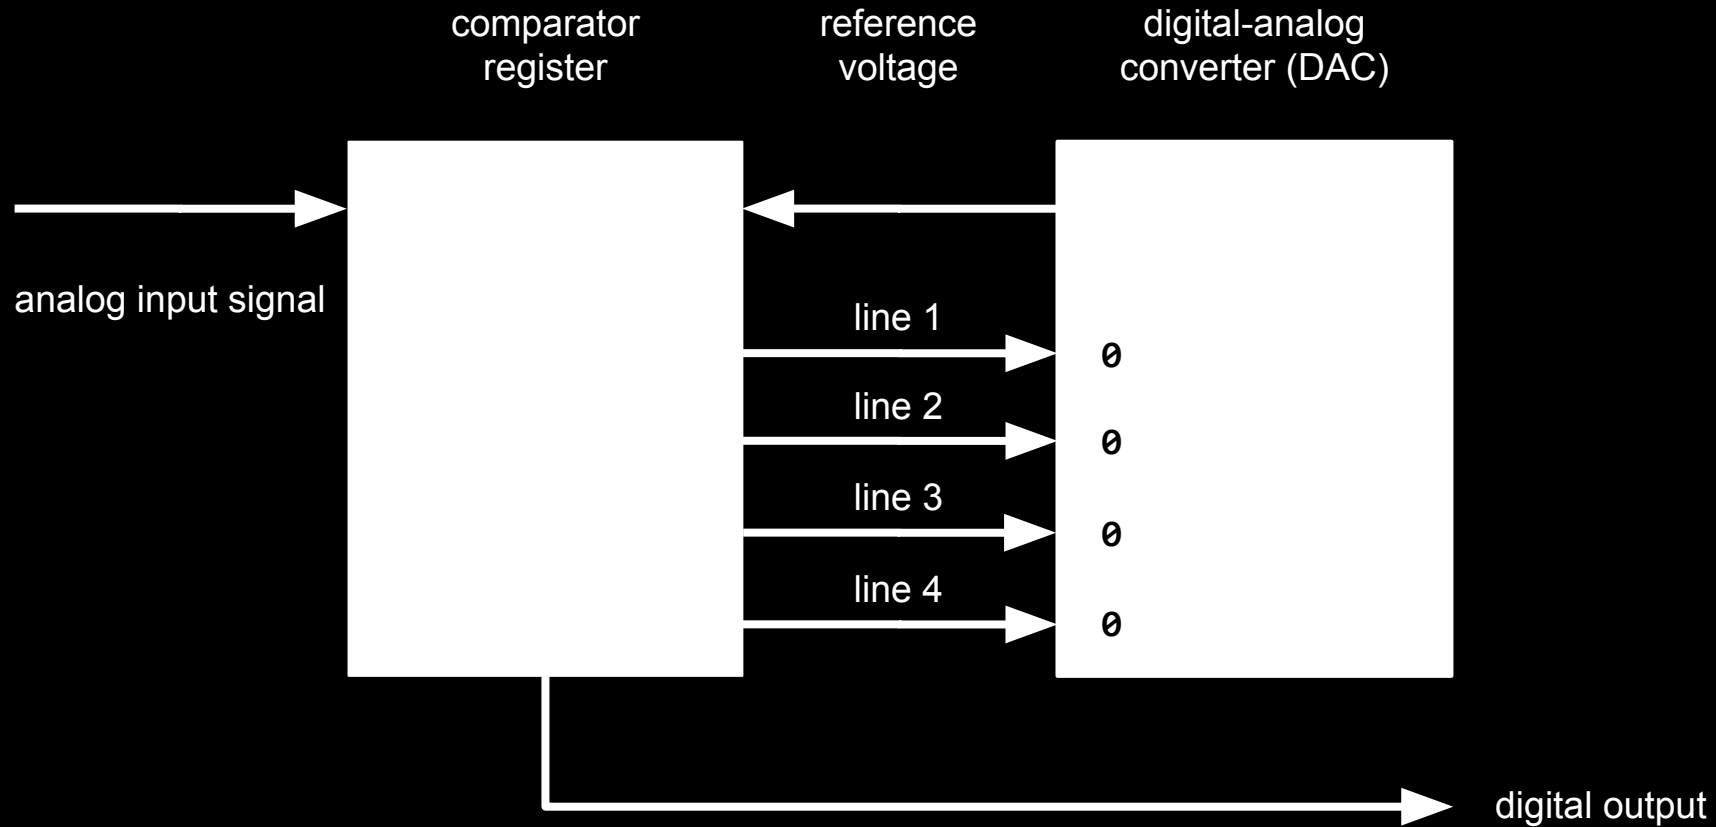 comparator
register
reference
voltage
digital-analog
converter (DAC)
analog input signal
line 1
0
line 2
0
line 3
0
line 4
0
digital output